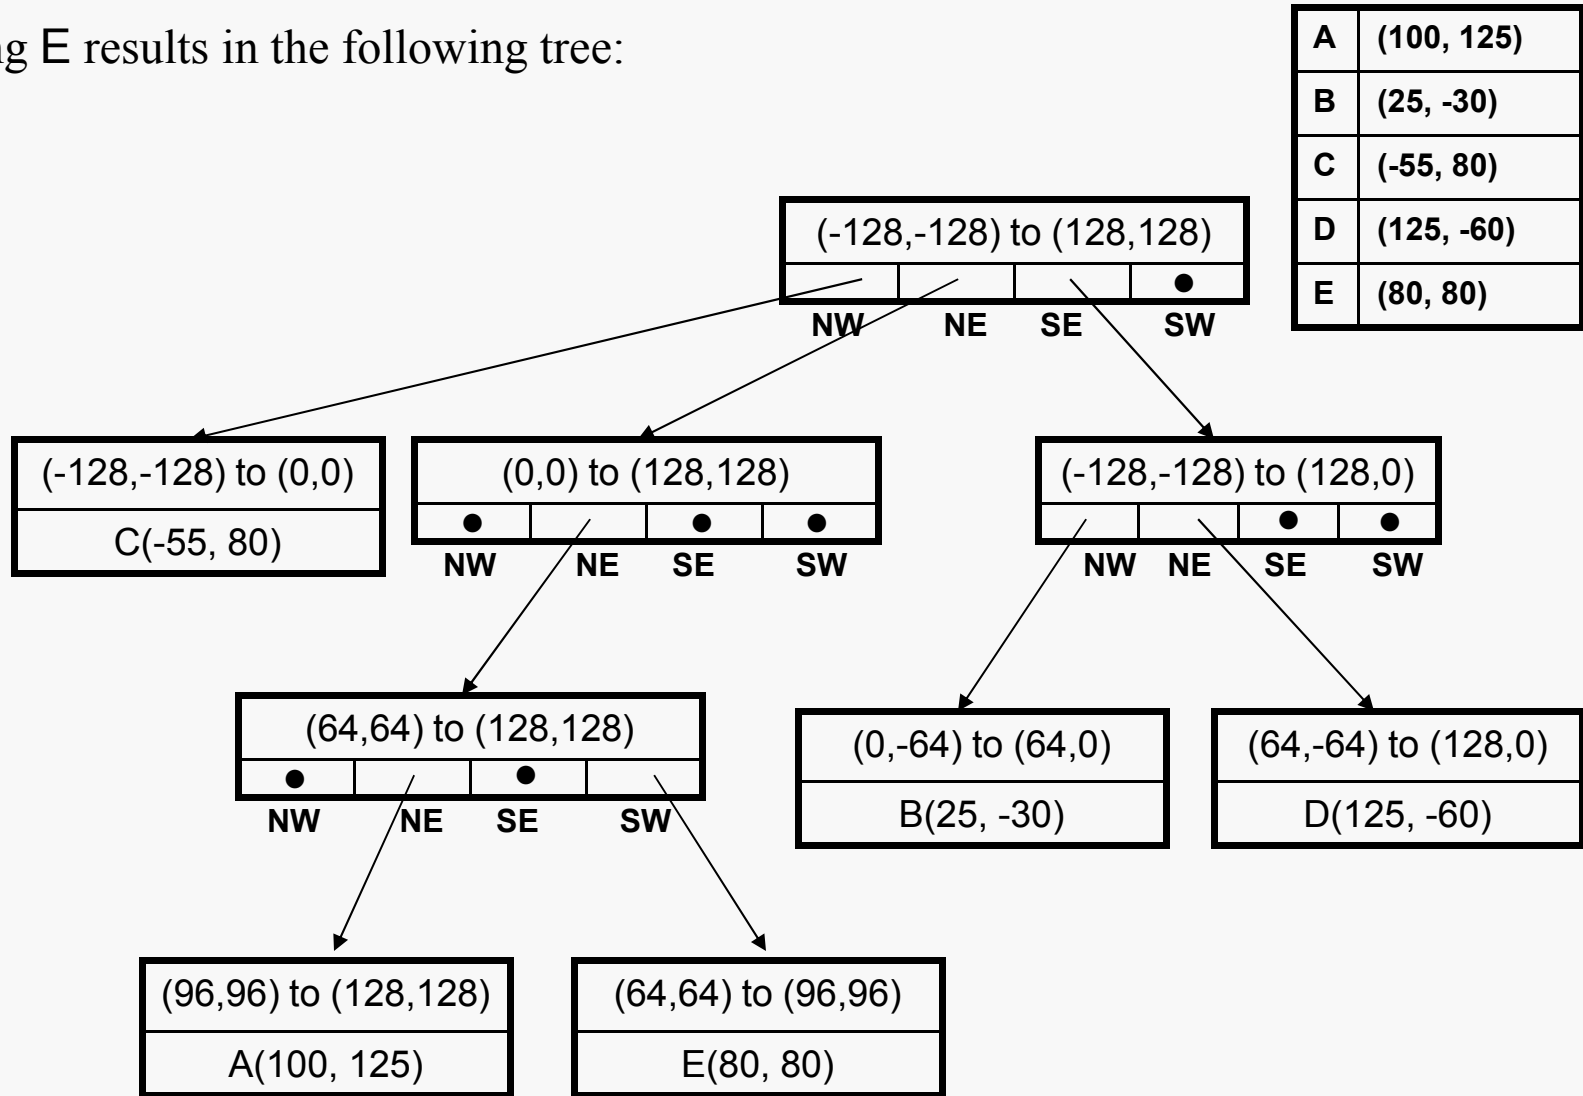 E results in the following tree:
A (100, 125)
B (25, -30)
C (-55, 80)
D (125, -60)
E (80, 80)
(-128,-128) to (128,128)
NW NE SE SW
(-128,-128) to (0,0)
C(-55, 80)
(0,0) to (128,128)
NW NE SE SW
(-128,-128) to (128,0)
NW NE SE SW
(64,64) to (128,128)
NW NE SE SW
(0,-64) to (64,0)
B(25, -30)
(64,-64) to (128,0)
D(125, -60)
(96,96) to (128,128)
A(100, 125)
(64,64) to (96,96)
E(80, 80)